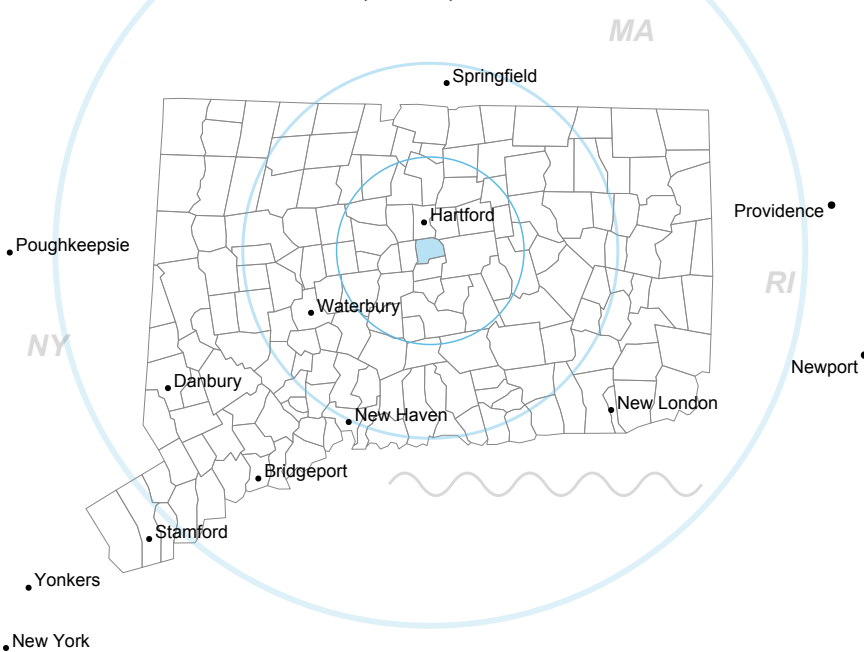 MA
Springfield
Providence
Hartford
Poughkeepsie
RI
Waterbury
NY
Newport
Danbury
New London
New Haven
Bridgeport
Stamford
Yonkers
New York